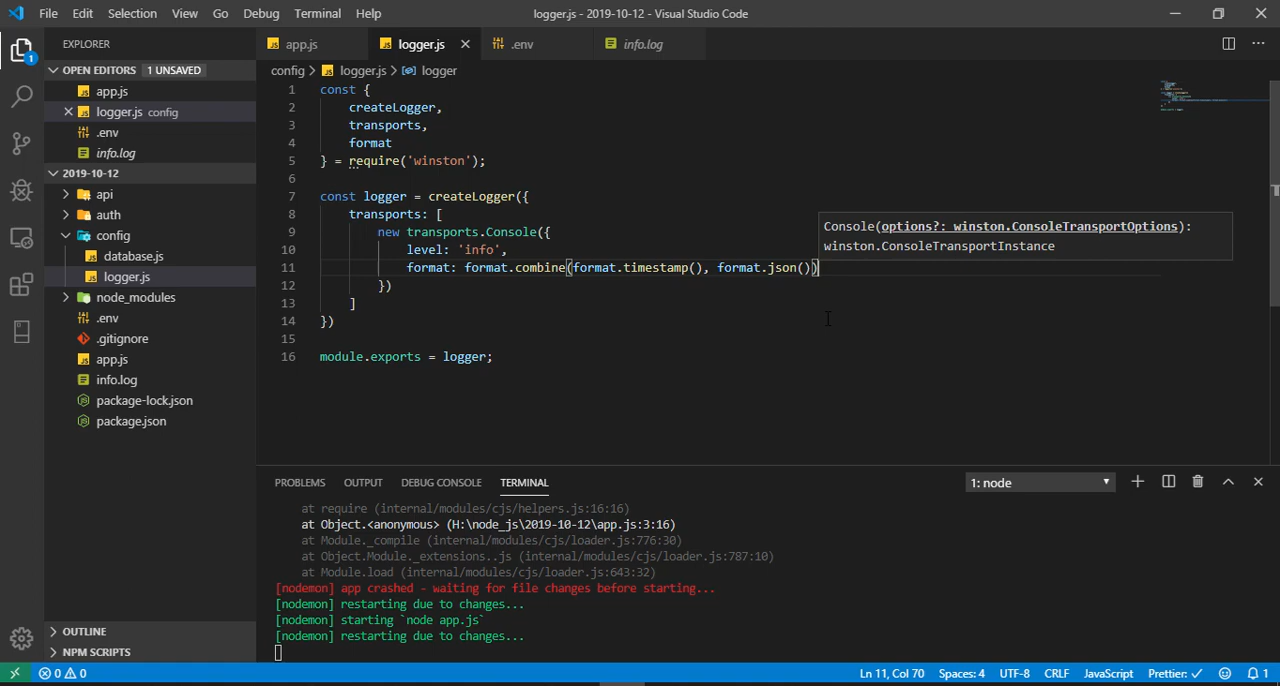 File Edit Selection View Go Debug Terminal Help
logger.js - 2019-10-12 - Visual Studio Code
EXPLORER
app.js
logger.js
.env
info.log
OPEN EDITORS 1 UNSAVED
app.js
logger.js config
.env
info.log
2019-10-12
api
auth
config
database.js
logger.js
node_modules
.env
.gitignore
app.js
info.log
package-lock.json
package.json
OUTLINE
NPM SCRIPTS
1
config > logger.js > logger
1 const {
2 createLogger,
3 transports,
4 format
5 } = require('winston');
6
7 const logger = createLogger({
8 transports: [
9 new transports.Console({
10 level: 'info',
11 format: format.combine(format.timestamp(), format.json())
12 })
13 ]
14 })
15
16 module.exports = logger;
Console(options?: winston.ConsoleTransportOptions):
winston.ConsoleTransportInstance
PROBLEMS OUTPUT DEBUG CONSOLE TERMINAL
1: node
at require (internal/modules/cjs/helpers.js:16:16)
at Object.<anonymous> (H:\node_js\2019-10-12\app.js:3:16)
at Module._compile (internal/modules/cjs/loader.js:776:30)
at Object.Module._extensions..js (internal/modules/cjs/loader.js:787:10)
at Module.load (internal/modules/cjs/loader.js:643:32)
[nodemon] app crashed - waiting for file changes before starting...
[nodemon] restarting due to changes...
[nodemon] starting `node app.js`
[nodemon] restarting due to changes...
0 0
Ln 11, Col 70 Spaces: 4 UTF-8 CRLF JavaScript Prettier: ✓ 1